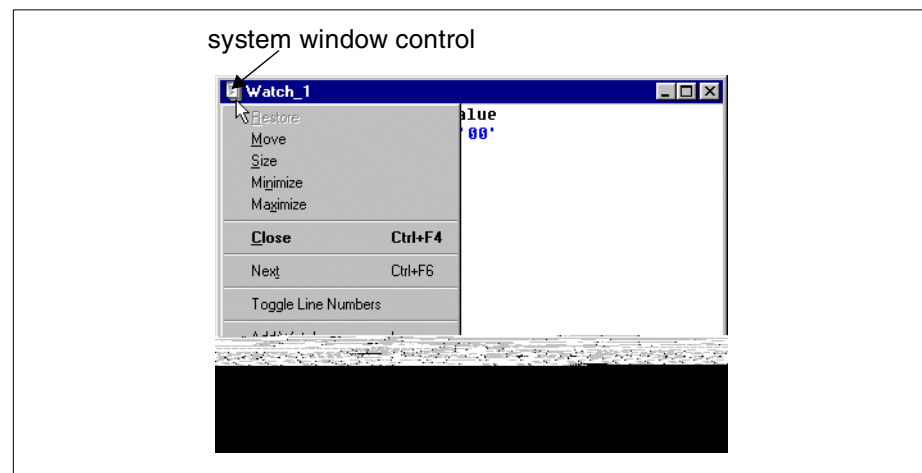 system window control
Watch_1
Restore
alue
Move
'00'
Size
Minimize
Maximize
Close Ctrl+F4
Next Ctrl+F6
Toggle Line Numbers